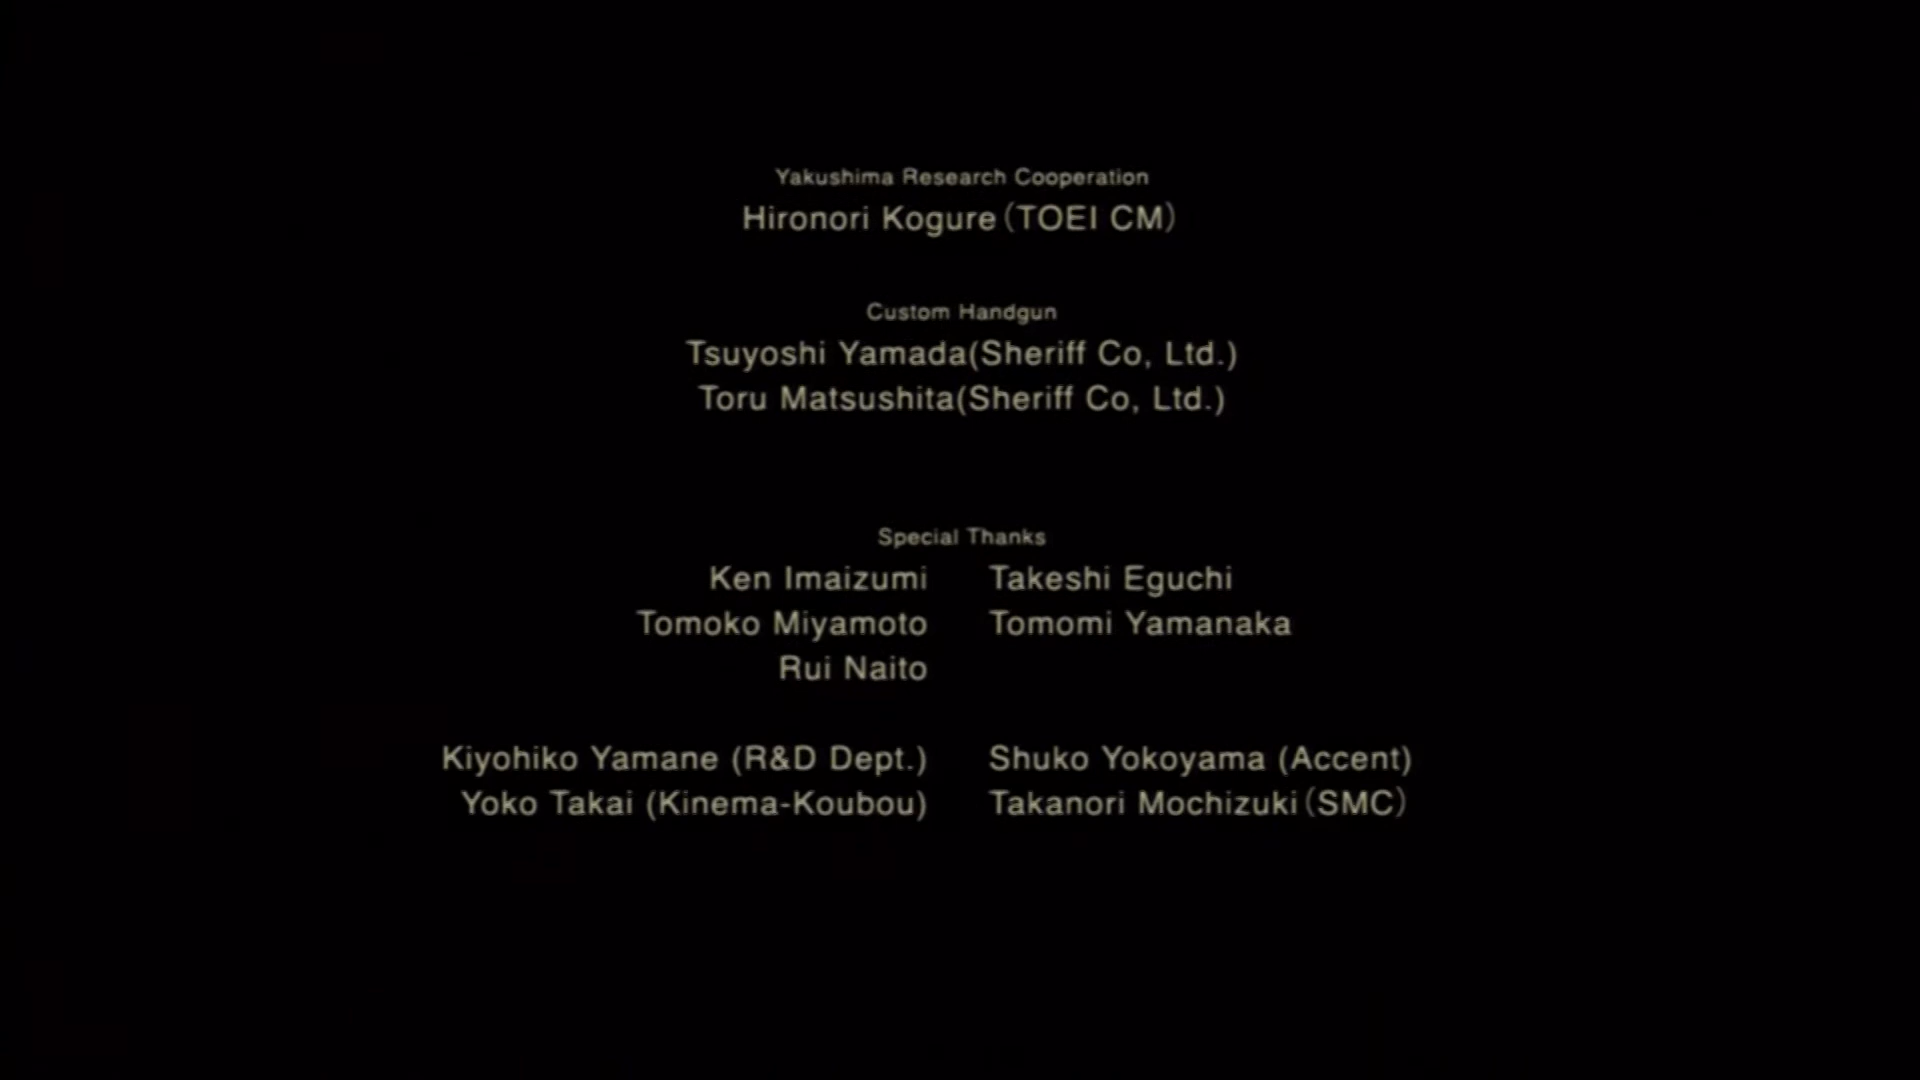 Yakushima Research Cooperation
Hironori Kogure（TOEI CM）
Custom Handgun
Tsuyoshi Yamada(Sheriff Co, Ltd.)
Toru Matsushita(Sheriff Co, Ltd.)
Special Thanks
Ken Imaizumi Takeshi Eguchi
Tomoko Miyamoto Tomomi Yamanaka
Rui Naito
Kiyohiko Yamane (R&D Dept.) Shuko Yokoyama (Accent)
Yoko Takai (Kinema-Koubou) Takanori Mochizuki（SMC）